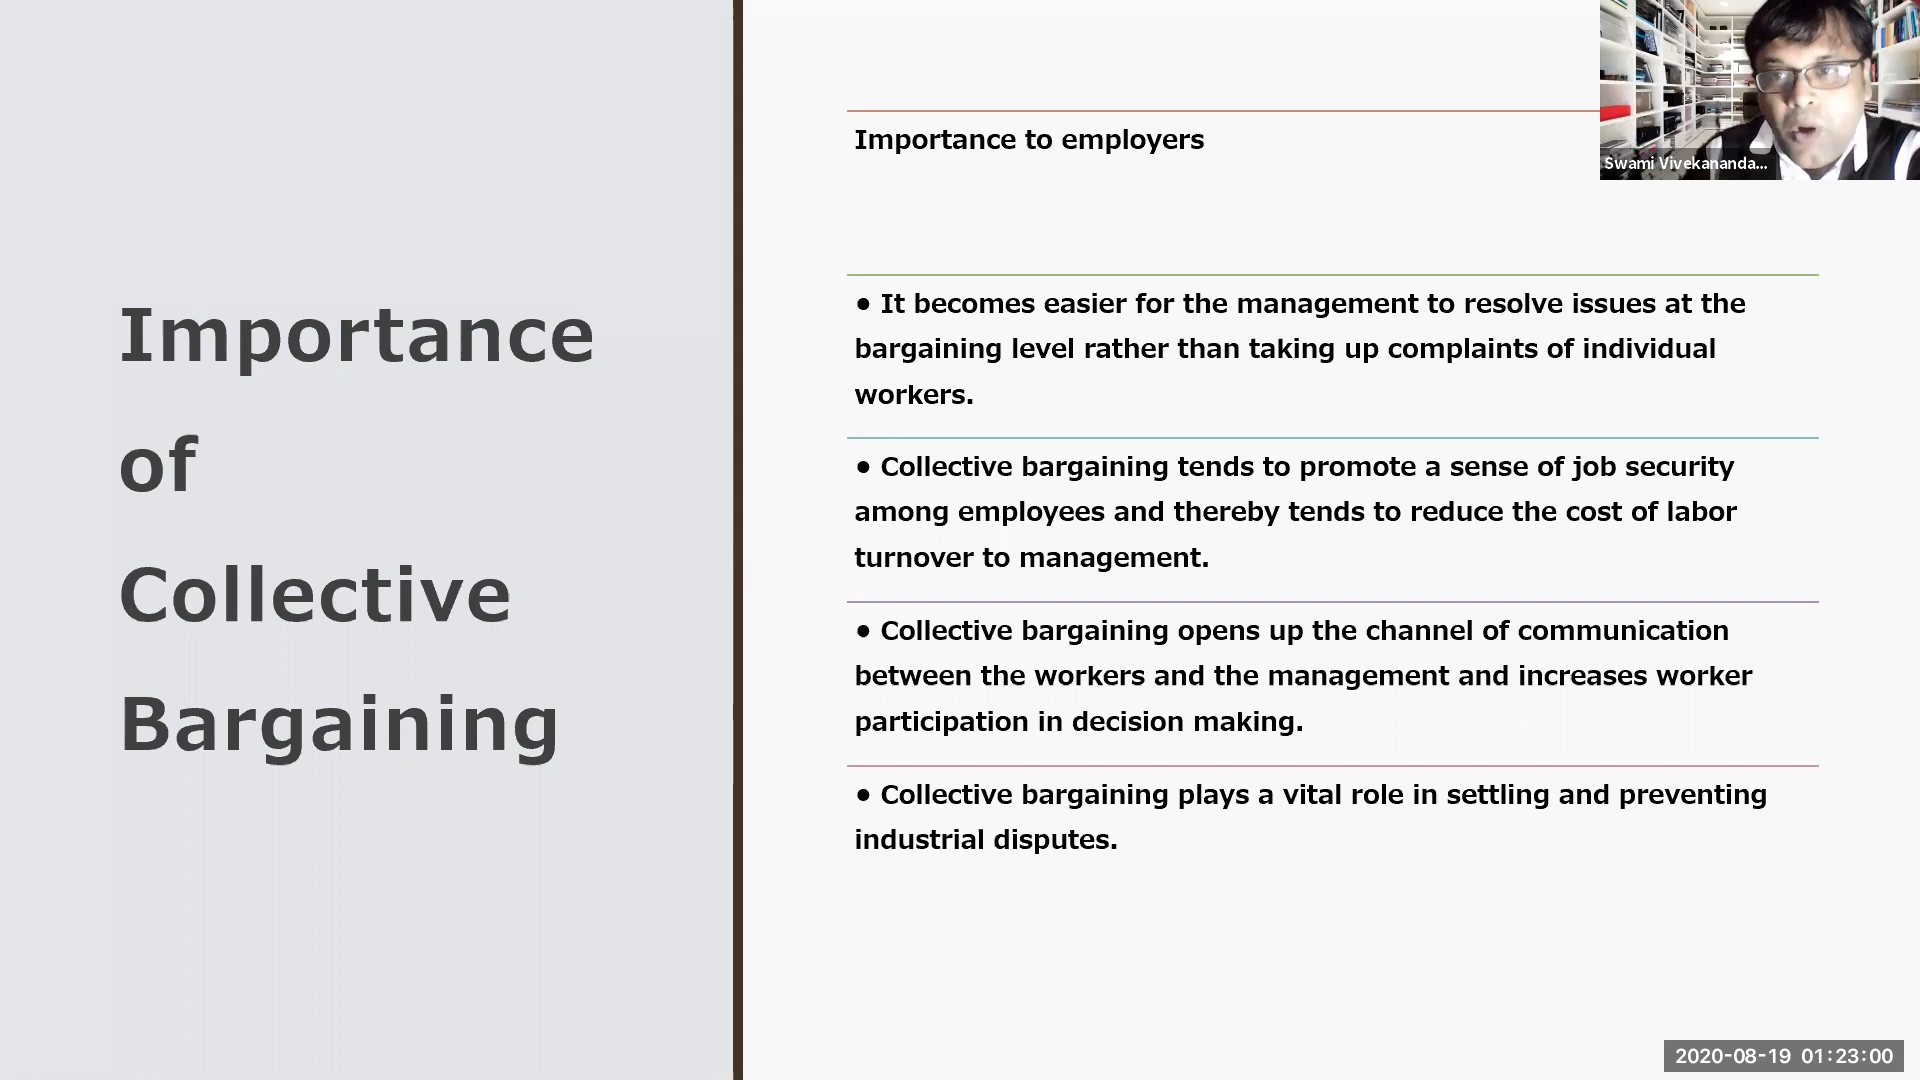 Importance
of
Collective
Bargaining
Importance to employers
• It becomes easier for the management to resolve issues at the
bargaining level rather than taking up complaints of individual
workers.
• Collective bargaining tends to promote a sense of job security
among employees and thereby tends to reduce the cost of labor
turnover to management.
• Collective bargaining opens up the channel of communication
between the workers and the management and increases worker
participation in decision making.
• Collective bargaining plays a vital role in settling and preventing
industrial disputes.
Swami Vivekananda...
2020-08-19 01:23:00